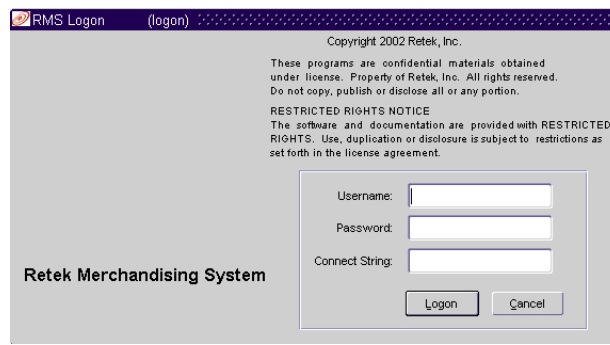 RMS Logon (logon)
Copyright 2002 Retek, Inc.
These programs are confidential materials obtained
under license. Property of Retek, Inc. All rights reserved.
Do not copy, publish or disclose all or any portion.
RESTRICTED RIGHTS NOTICE
The software and documentation are provided with RESTRICTED
RIGHTS. Use, duplication or disclosure is subject to restrictions as
set forth in the license agreement.
Username:
Password:
Connect String:
Retek Merchandising System
Logon Cancel